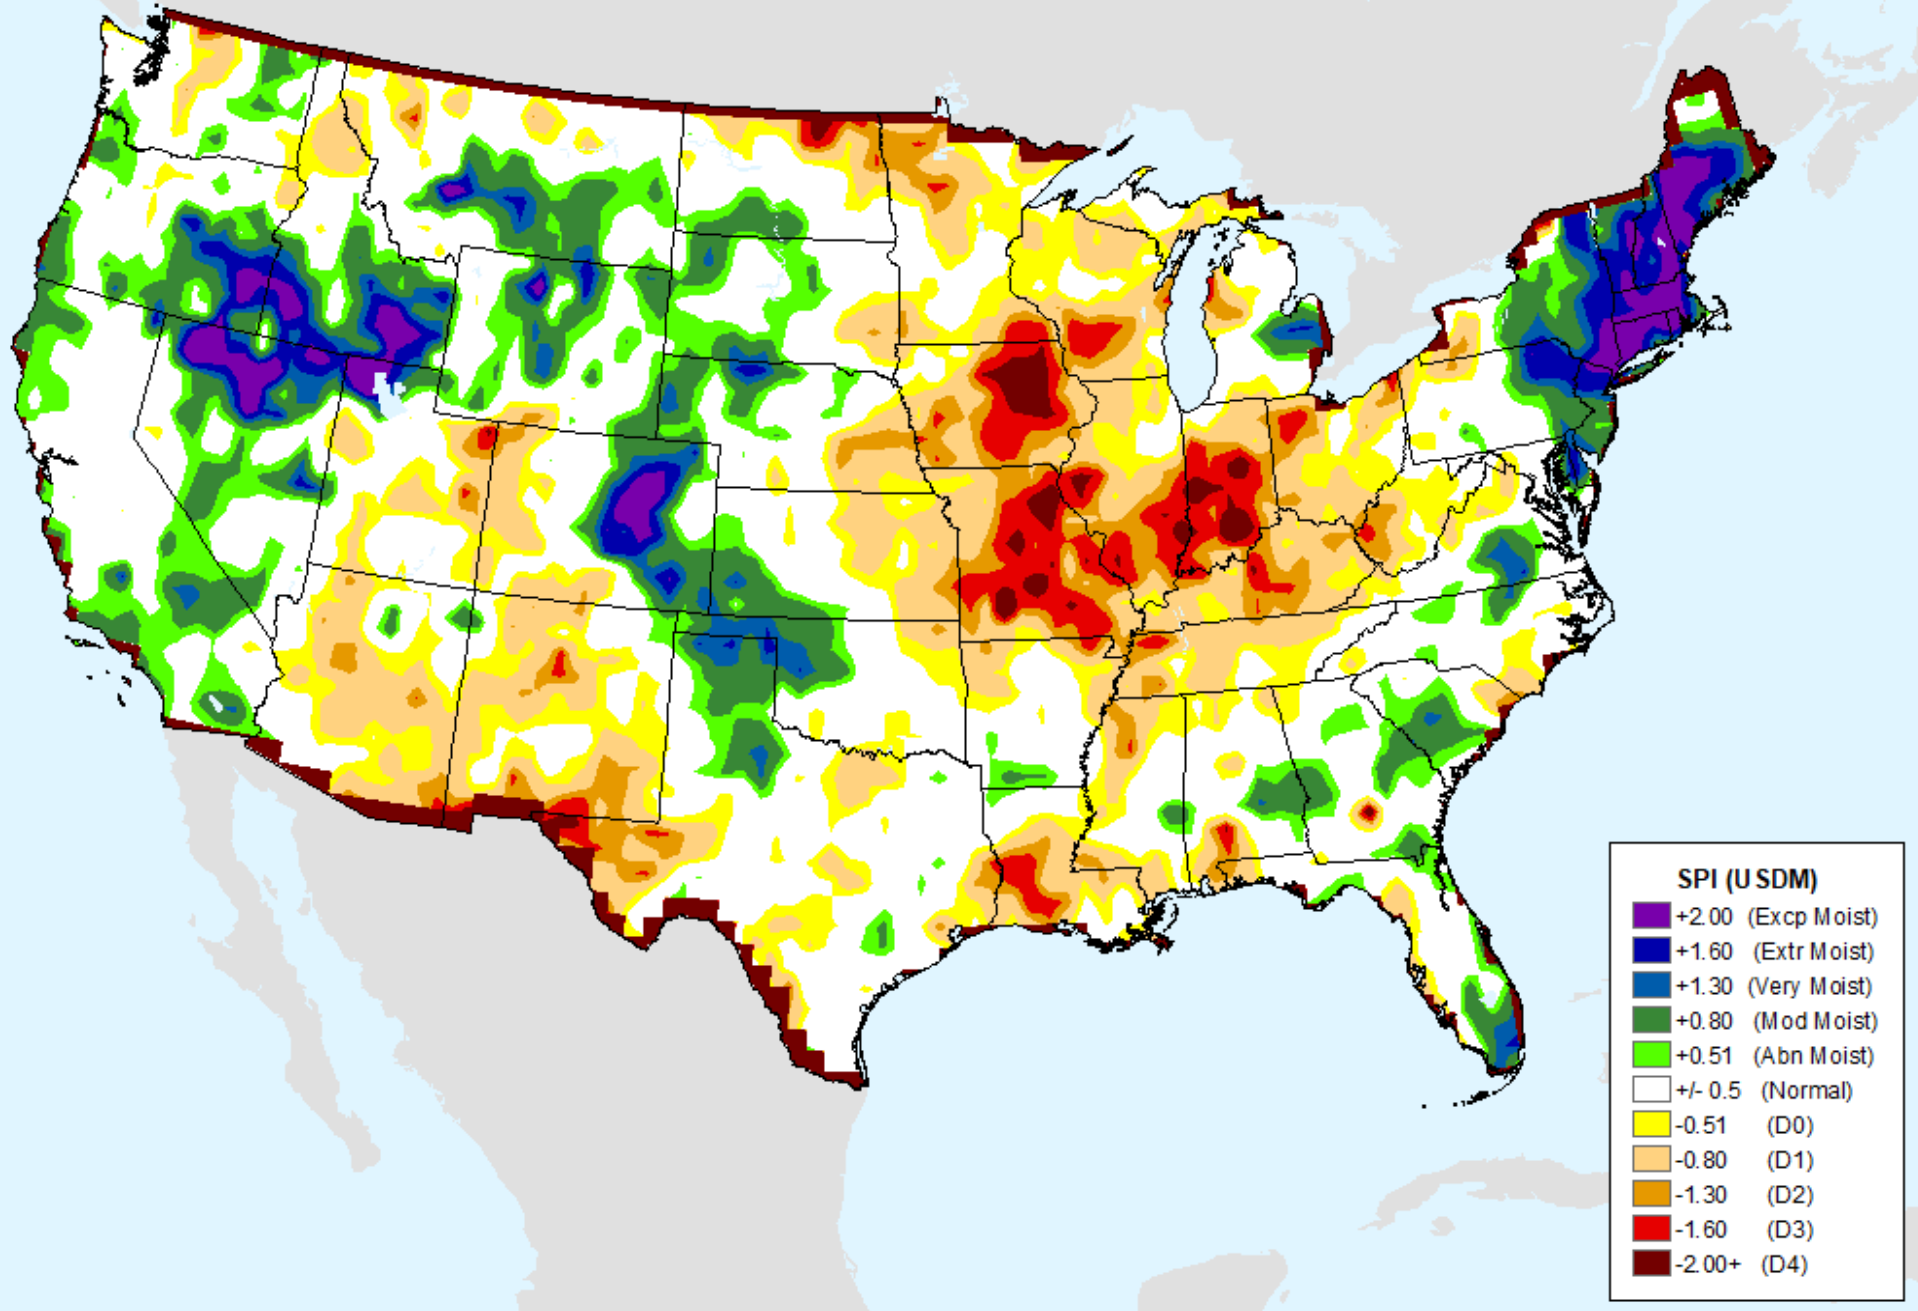 SPI (USDM)
+2.00 (Excp Moist)
+1.60 (Extr Moist)
+1.30 (Very Moist)
+0.80 (Mod Moist)
+0.51 (Abn Moist)
+/- 0.5 (Normal)
-0.51 (D0)
-0.80 (D1)
-1.30 (D2)
-1.60 (D3)
-2.00+ (D4)